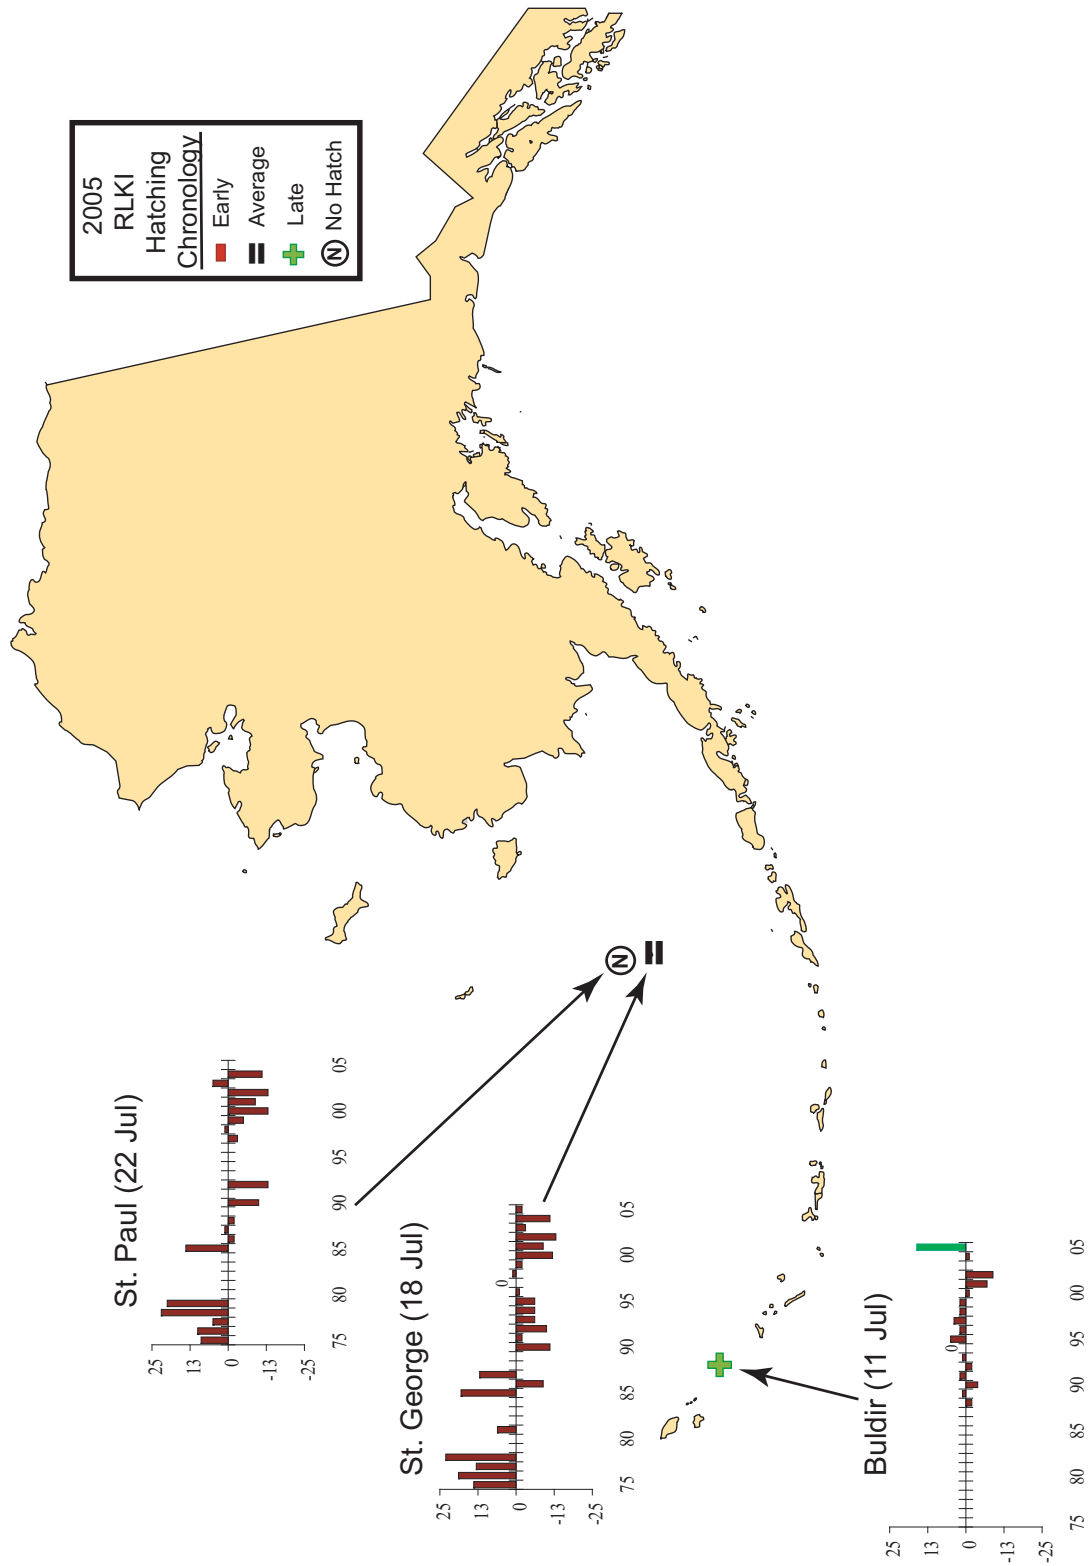 2005
RLKI
Hatching
Chronology
Early
Average
Late
N No Hatch
St. Paul (22 Jul)
25
13
0
-13
-25
75 80 85 90 95 00 05
N
St. George (18 Jul)
25
13
0
-13
-25
0
75 80 85 90 95 00 05
Buldir (11 Jul)
25
13
0
-13
-25
0
75 80 85 90 95 00 05